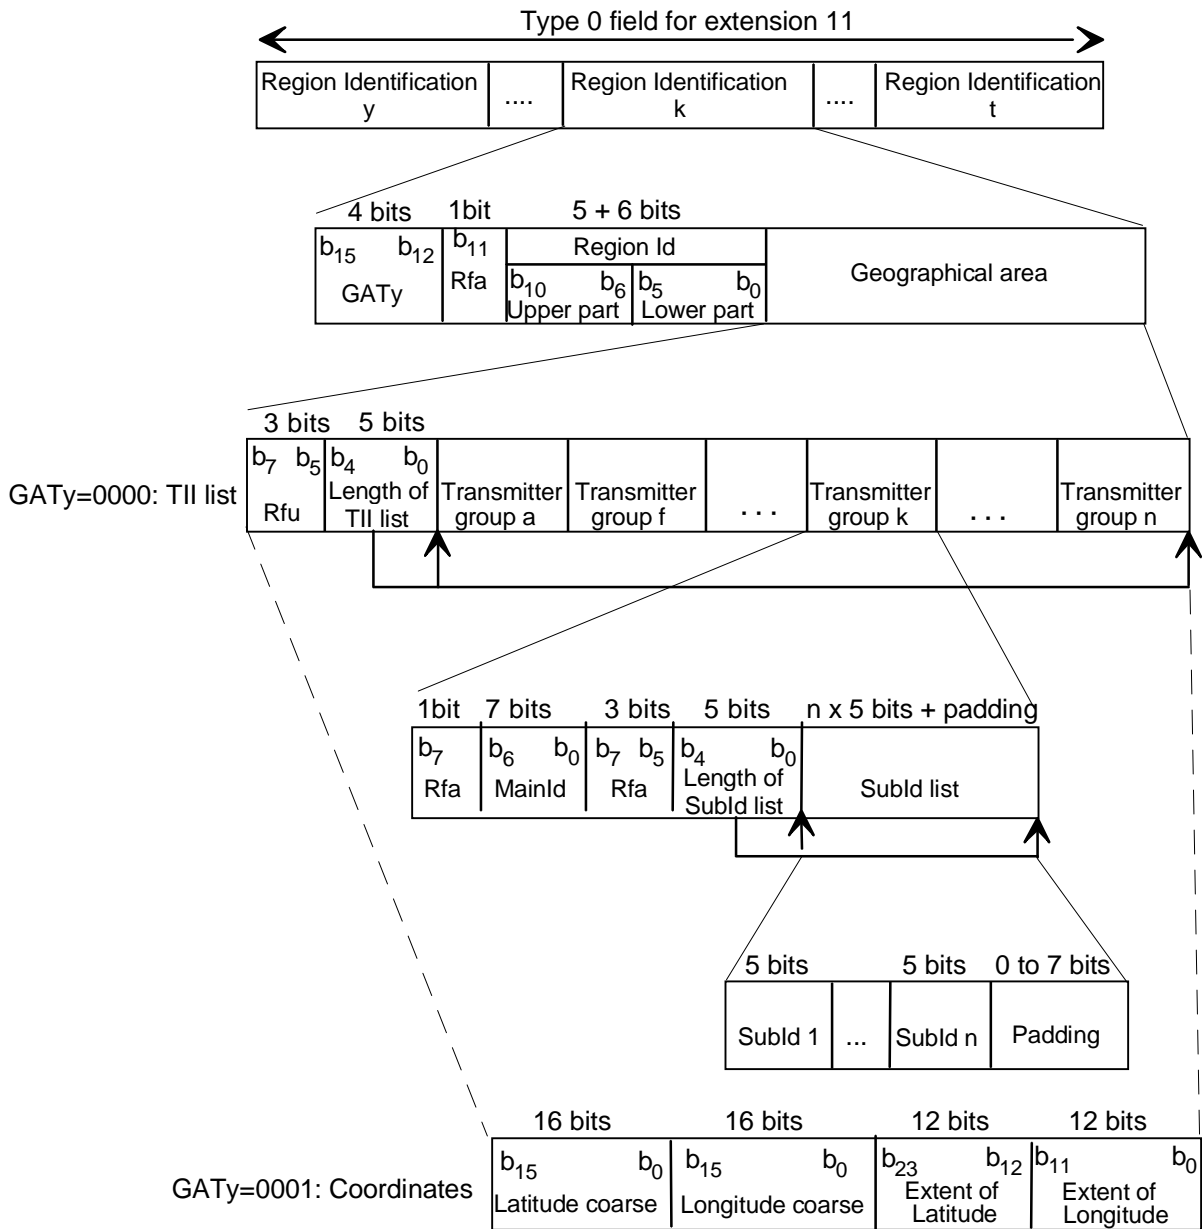 Type 0 field for extension 11
Region Identification y
....
Region Identification k
....
Region Identification t
4 bits
1bit
5 + 6 bits
b15 b12
GATy
b11
Rfa
Region Id
b10 b6
Upper part
b5 b0
Lower part
Geographical area
3 bits
5 bits
GATy=0000: TII list
b7 b5
Rfu
b4 b0
Length of
TII list
Transmitter
group a
Transmitter
group f
. . .
Transmitter
group k
. . .
Transmitter
group n
1bit
7 bits
3 bits
5 bits
n x 5 bits + padding
b7
Rfa
b6 b0
MainId
b7 b5
Rfa
b4 b0
Length of
SubId list
SubId list
5 bits
5 bits
0 to 7 bits
SubId 1
...
SubId n
Padding
16 bits
16 bits
12 bits
12 bits
GATy=0001: Coordinates
b15 b0
Latitude coarse
b15 b0
Longitude coarse
b23 b12
Extent of
Latitude
b11 b0
Extent of
Longitude